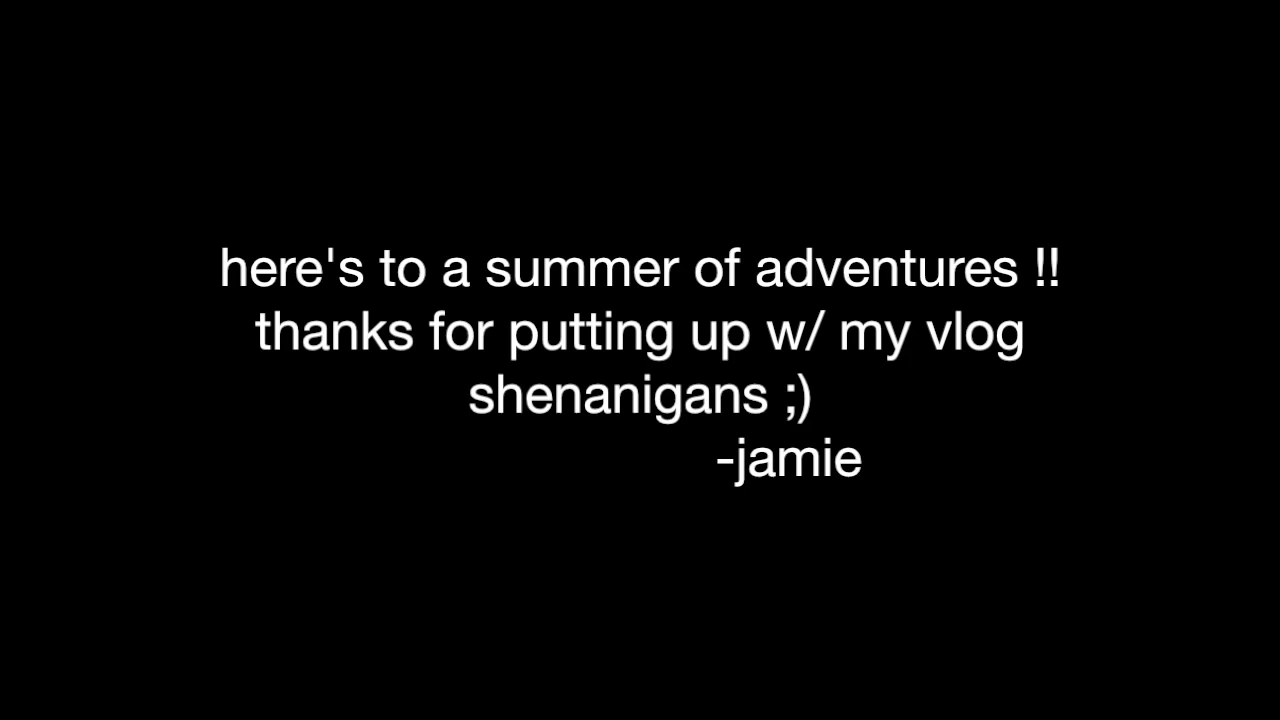 here's to a summer of adventures !!
thanks for putting up w/ my vlog
shenanigans ;)
-jamie